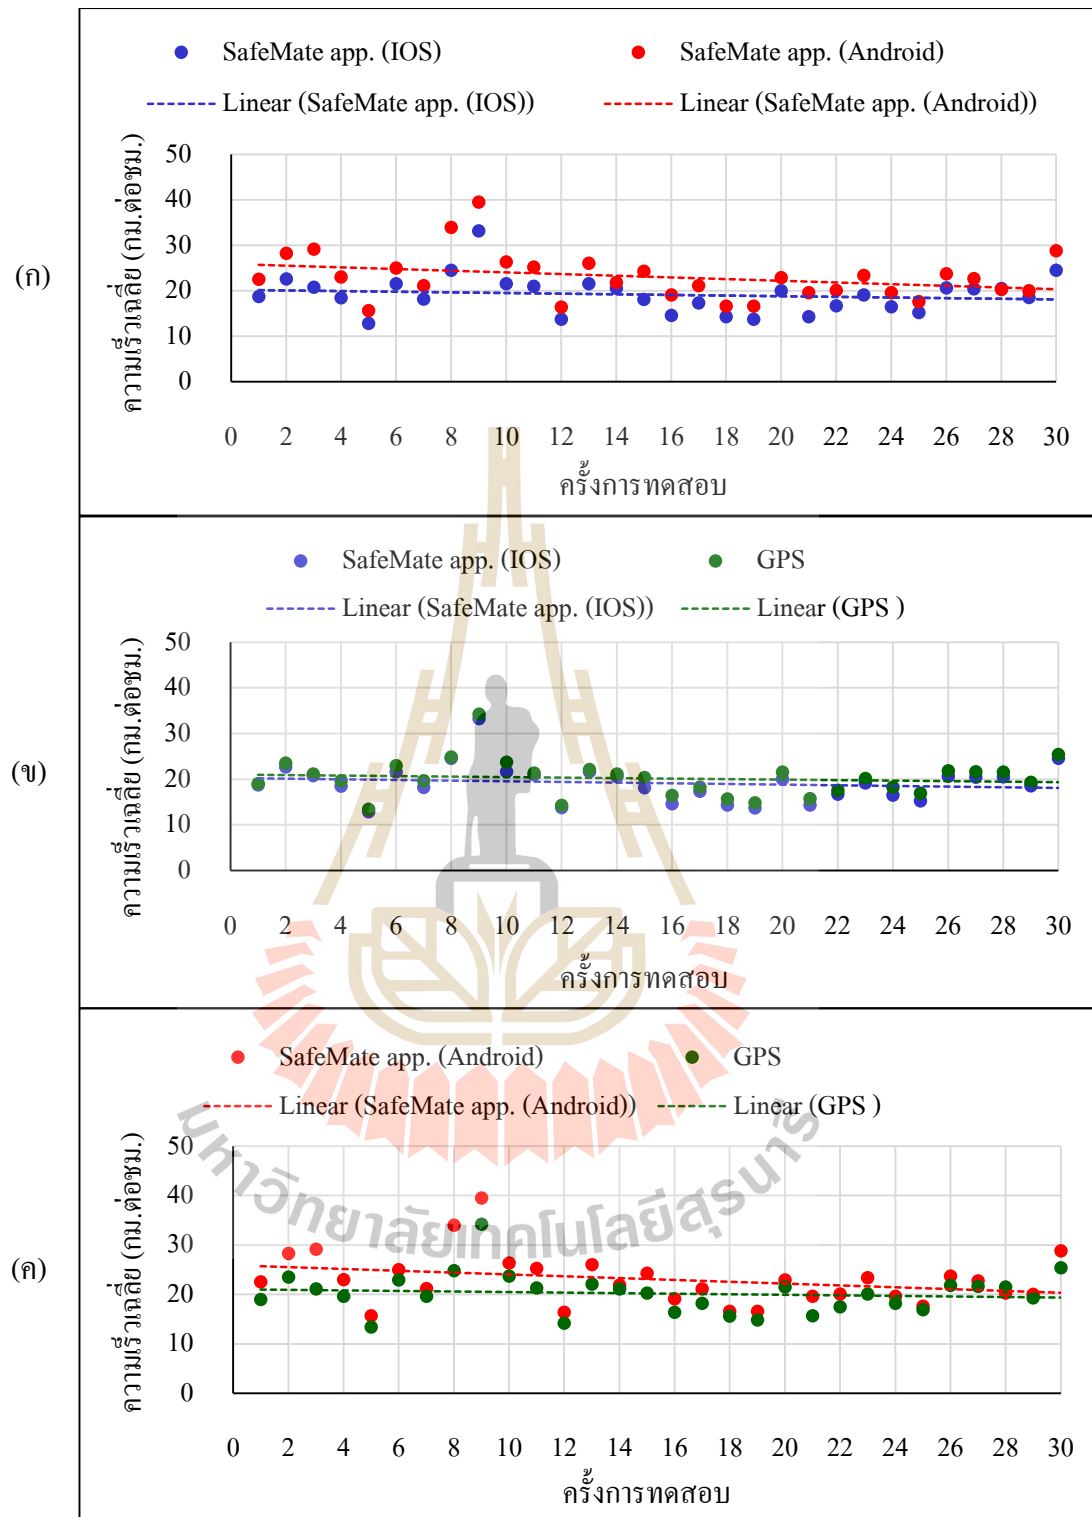 SafeMate app. (IOS) SafeMate app. (Android)
Linear (SafeMate app. (IOS)) Linear (SafeMate app. (Android))
(ก)
ความเร็วเฉลี่ย (กม.ต่อชม.)
50
40
30
20
10
0
0 2 4 6 8 10 12 14 16 18 20 22 24 26 28 30
ครั้งการทดสอบ
SafeMate app. (IOS) GPS
Linear (SafeMate app. (IOS)) Linear (GPS )
(ข)
ความเร็วเฉลี่ย (กม.ต่อชม.)
50
40
30
20
10
0
0 2 4 6 8 10 12 14 16 18 20 22 24 26 28 30
ครั้งการทดสอบ
SafeMate app. (Android) GPS
Linear (SafeMate app. (Android)) Linear (GPS )
(ค)
ความเร็วเฉลี่ย (กม.ต่อชม.)
50
40
30
20
10
0
0 2 4 6 8 10 12 14 16 18 20 22 24 26 28 30
ครั้งการทดสอบ
มหาวิทยาลัยเทคโนโลยีสุรนารี